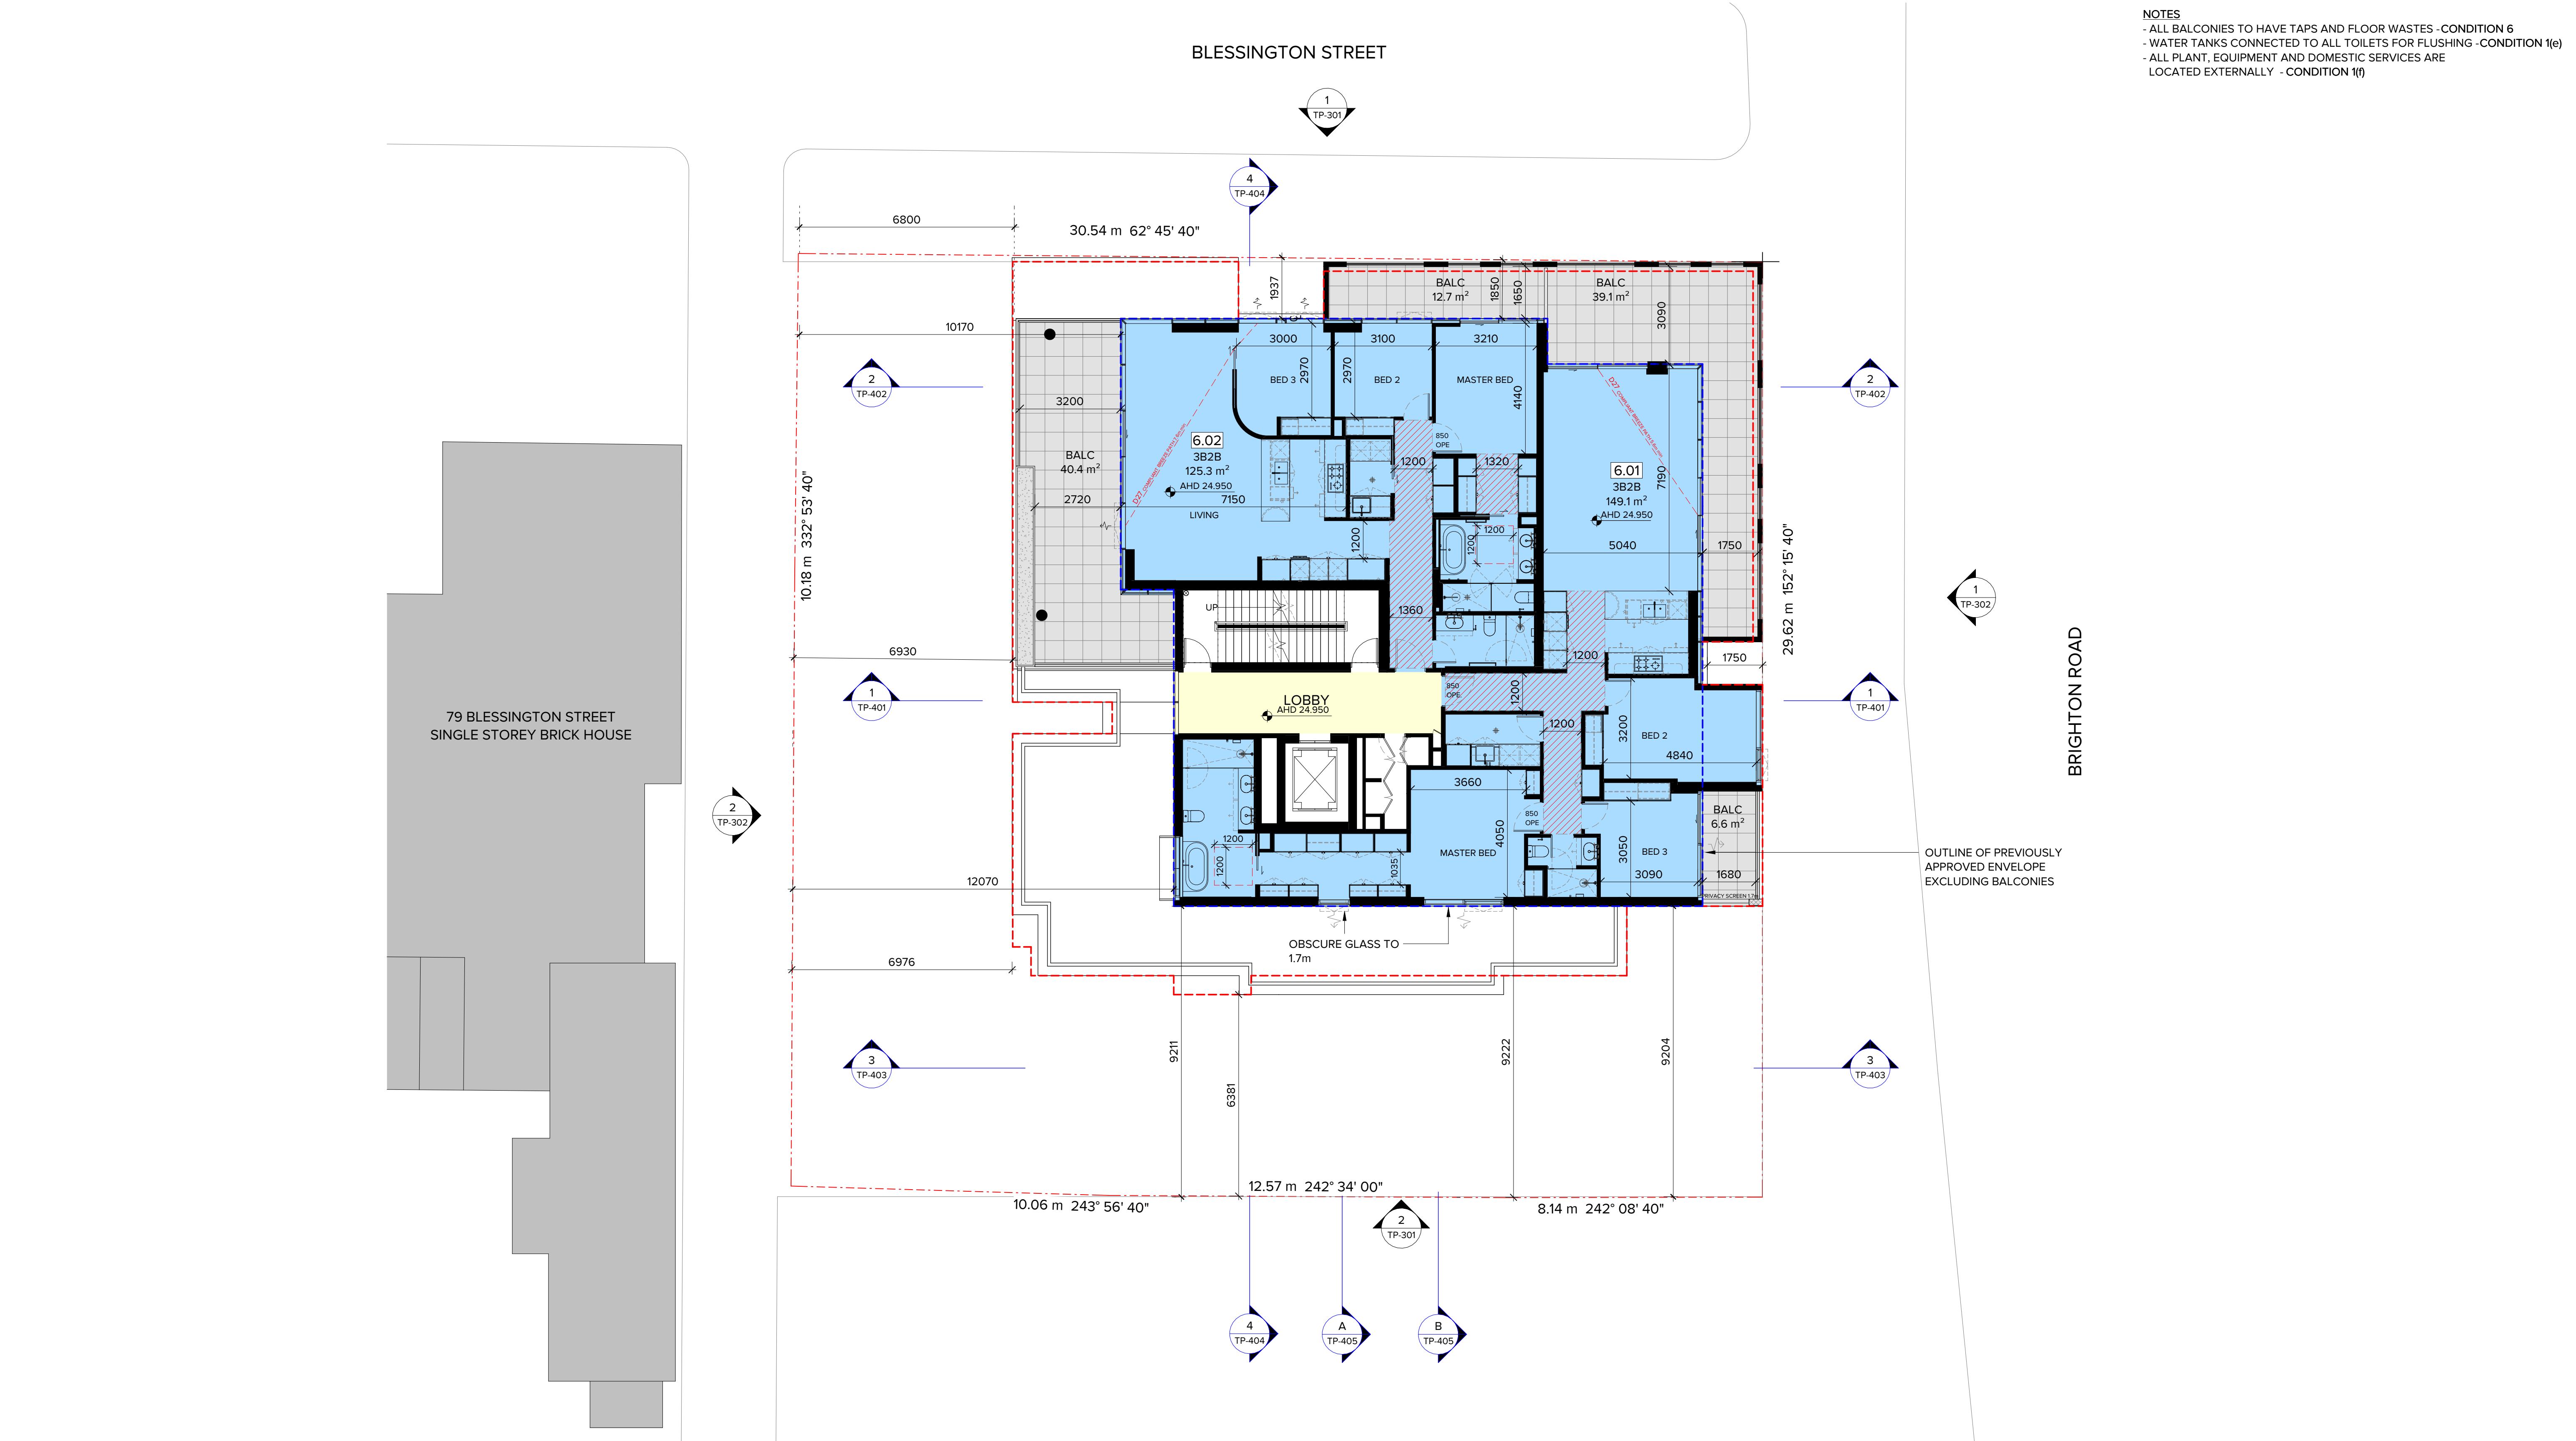 NOTES
- ALL BALCONIES TO HAVE TAPS AND FLOOR WASTES -CONDITION 6
- WATER TANKS CONNECTED TO ALL TOILETS FOR FLUSHING -CONDITION 1(e)
- ALL PLANT, EQUIPMENT AND DOMESTIC SERVICES ARE
LOCATED EXTERNALLY - CONDITION 1(f)
BLESSINGTON STREET
1
TP-301
4
TP-404
6800
30.54 m 62° 45' 40"
1937
BALC
12.7 m²
1850
1650
BALC
39.1 m²
3090
10170
3000
3100
3210
2
TP-402
2
TP-402
BED 3
2970
2970
BED 2
MASTER BED
4140
3200
6.02
3B2B
125.3 m²
AHD 24.950
850
OPE
BALC
40.4 m²
1200
1320
6.01
3B2B
149.1 m²
AHD 24.950
7190
2720
7150
LIVING
D27 COMPLIANT BREEZE PATH
D27 COMPLIANT BREEZE PATH
10.18 m 332° 53' 40"
1200
1200
1200
5040
1750
29.62 m 152° 15' 40"
1
TP-302
UP
1360
6930
1200
1750
1
TP-401
1
TP-401
850
OPE.
1200
LOBBY
AHD 24.950
1200
3200
BED 2
4840
BRIGHTON ROAD
79 BLESSINGTON STREET
SINGLE STOREY BRICK HOUSE
2
TP-302
3660
850
OPE
4050
MASTER BED
BALC
6.6 m²
1200
1200
1035
3050
BED 3
3090
1680
OUTLINE OF PREVIOUSLY
APPROVED ENVELOPE
EXCLUDING BALCONIES
12070
OBSCURE GLASS TO
1.7m
6976
9211
6381
9222
9204
3
TP-403
3
TP-403
12.57 m 242° 34' 00"
10.06 m 243° 56' 40"
8.14 m 242° 08' 40"
2
TP-301
4
TP-404
A
TP-405
B
TP-405